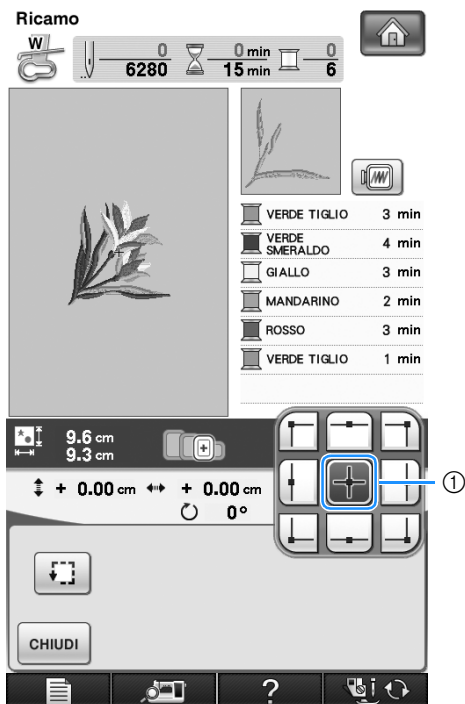 Ricamo
W
0 0 min 0
6280 15 min 6
VERDE TIGLIO 3 min
VERDE SMERALDO 4 min
GIALLO 3 min
MANDARINO 2 min
ROSSO 3 min
VERDE TIGLIO 1 min
9.6 cm
9.3 cm
+ 0.00 cm + 0.00 cm
0°
①
CHIUDI
?